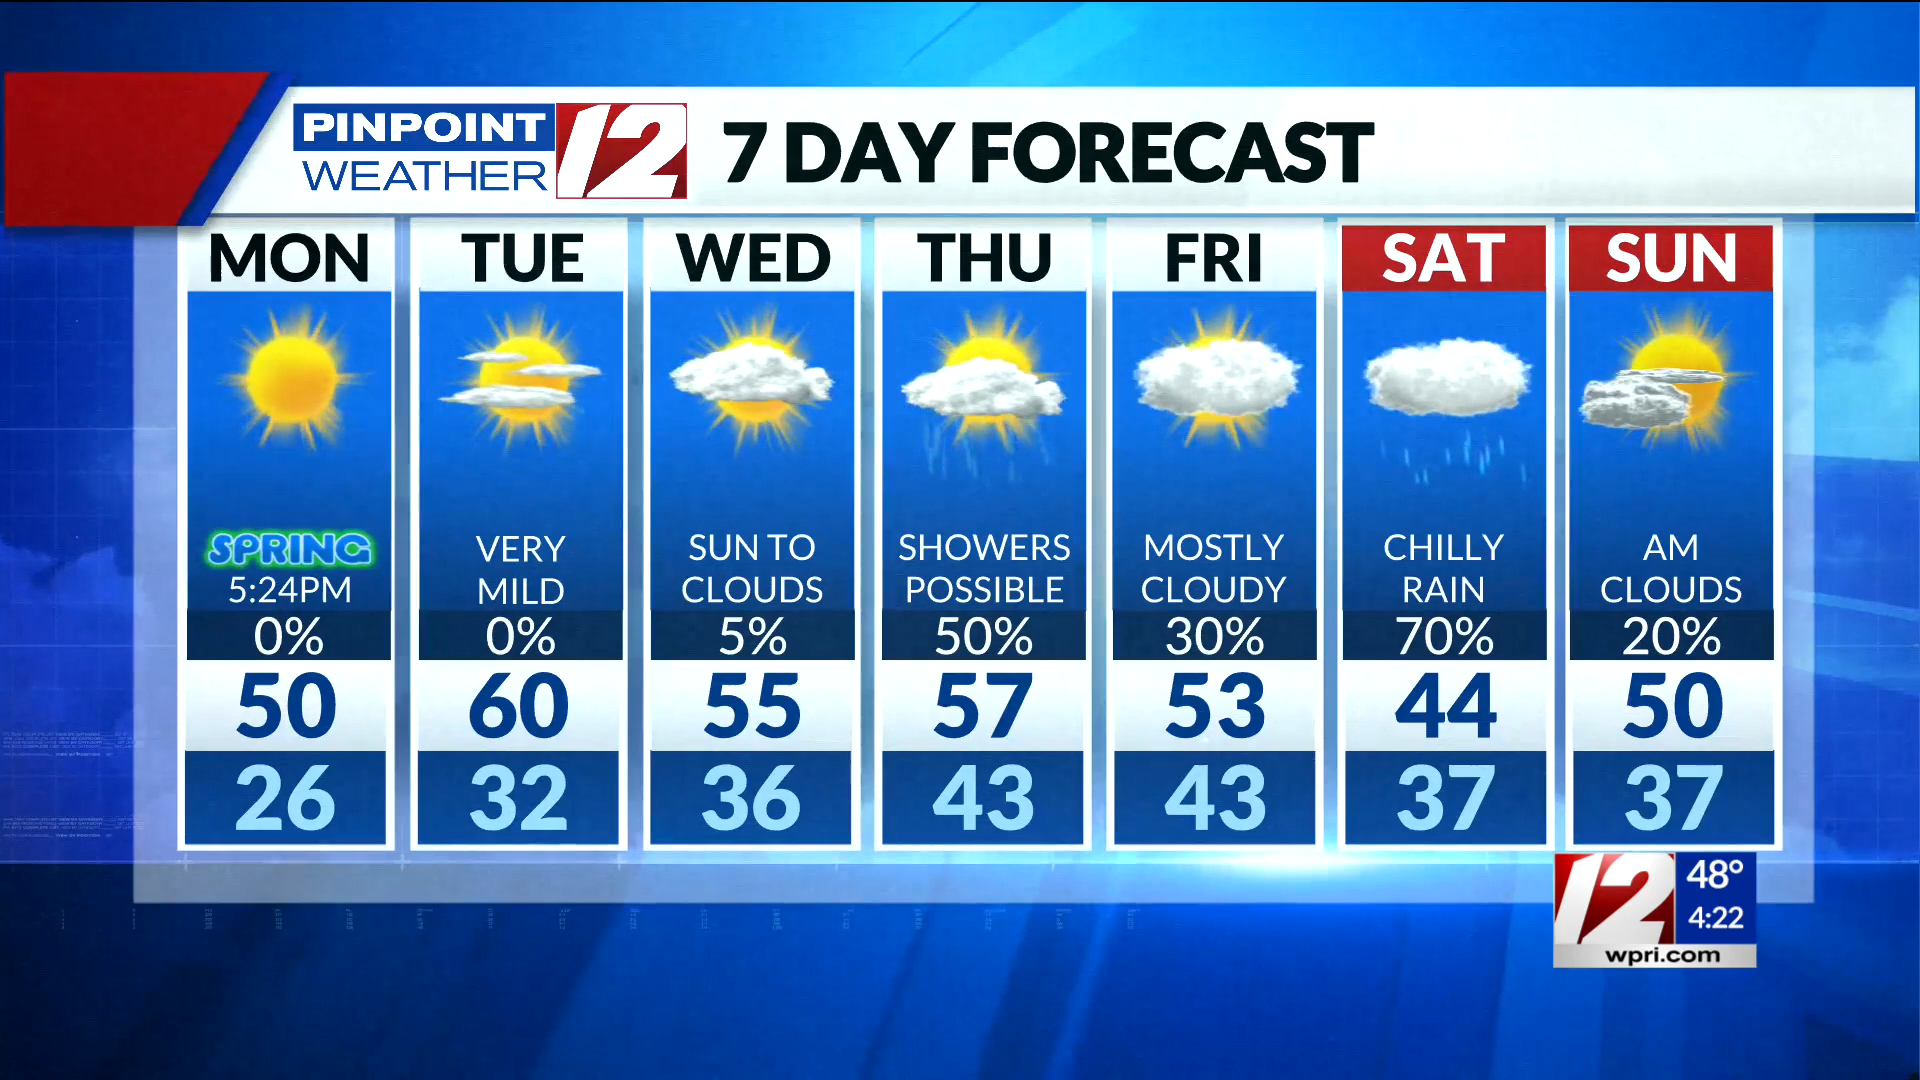 PINPOINT
WEATHER 12
7 DAY FORECAST
MON TUE WED THU FRI SAT SUN
SPRING VERY SUN TO SHOWERS MOSTLY CHILLY AM
5:24PM MILD CLOUDS POSSIBLE CLOUDY RAIN CLOUDS
0% 0% 5% 50% 30% 70% 20%
50 60 55 57 53 44 50
26 32 36 43 43 37 37
12 48°
4:22
wpri.com